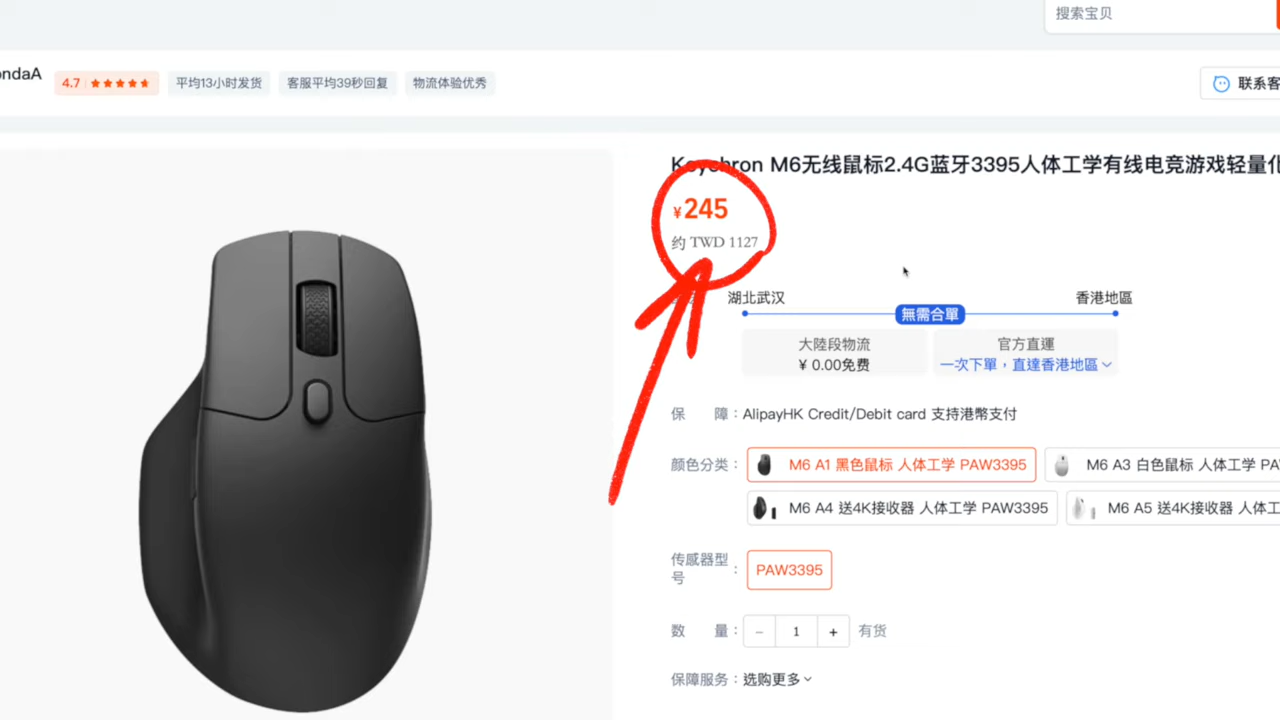 搜索宝贝
ondaA
4.7
平均13小时发货
客服平均39秒回复
物流体验优秀
联系客
Keychron M6无线鼠标2.4G蓝牙3395人体工学有线电竞游戏轻量化
¥245
约 TWD 1127
湖北武汉
香港地區
無需合單
大陸段物流
¥ 0.00免费
官方直運
一次下單，直達香港地區
保 障：AlipayHK Credit/Debit card 支持港幣支付
颜色分类：
M6 A1 黑色鼠标 人体工学 PAW3395
M6 A3 白色鼠标 人体工学 PA
M6 A4 送4K接收器 人体工学 PAW3395
M6 A5 送4K接收器 人体工
传感器型
号：
PAW3395
数 量：
− 1 +
有货
保障服务：选购更多